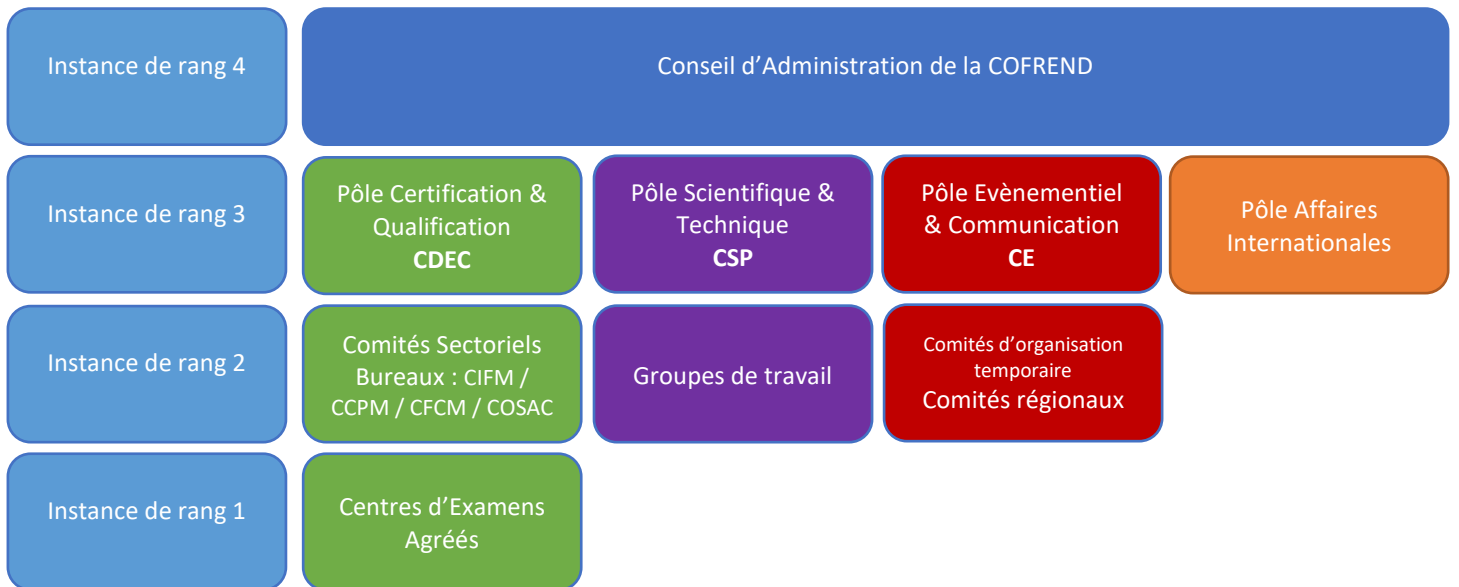 Instance de rang 4
Conseil d’Administration de la COFREND
Instance de rang 3
Pôle Certification &
Qualification
CDEC
Pôle Scientifique &
Technique
CSP
Pôle Evènementiel
& Communication
CE
Pôle Affaires
Internationales
Instance de rang 2
Comités Sectoriels
Bureaux : CIFM /
CCPM / CFCM / COSAC
Groupes de travail
Comités d’organisation
temporaire
Comités régionaux
Instance de rang 1
Centres d’Examens
Agréés